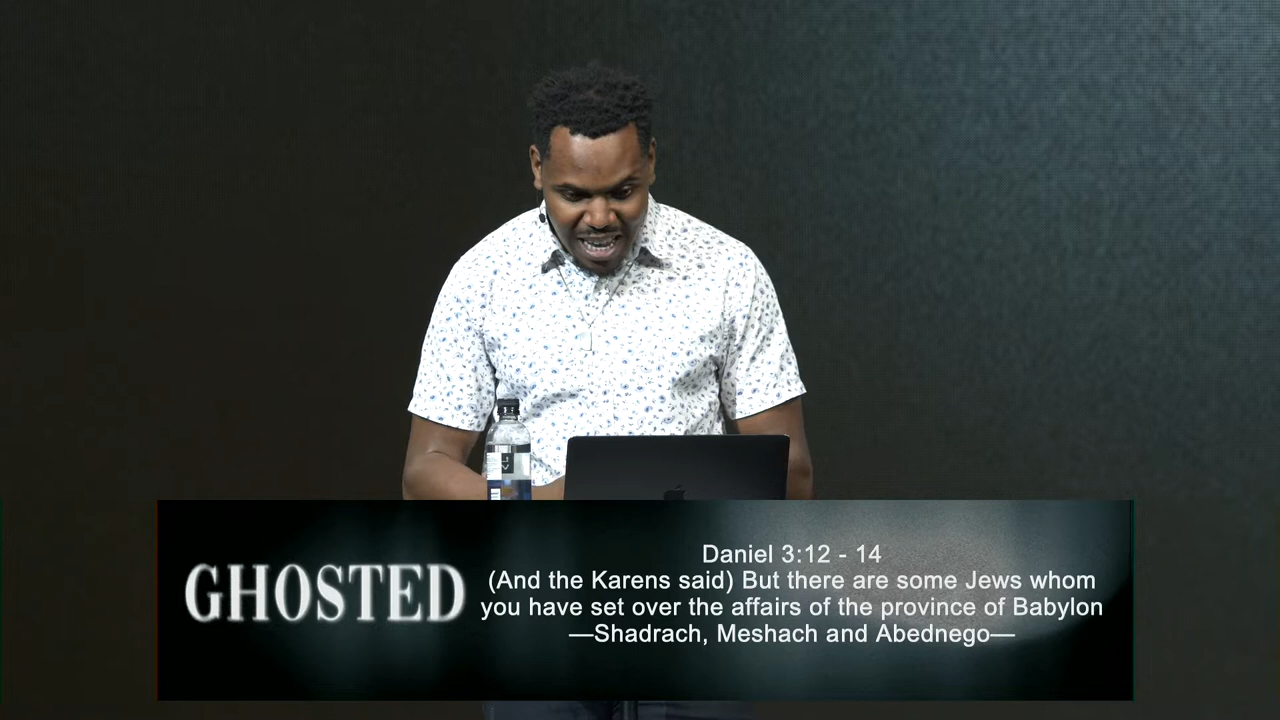 GHOSTED
Daniel 3:12 - 14
(And the Karens said) But there are some Jews whom
you have set over the affairs of the province of Babylon
—Shadrach, Meshach and Abednego—